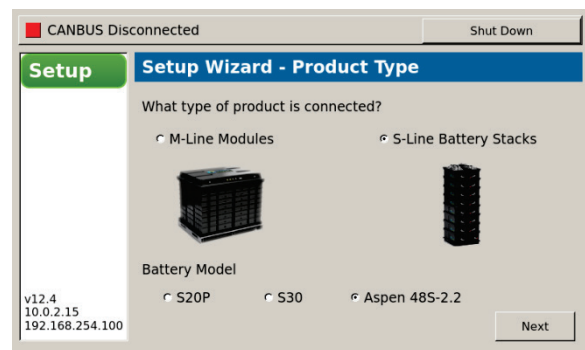 CANBUS Disconnected
Shut Down
Setup
Setup Wizard - Product Type
What type of product is connected?
M-Line Modules
S-Line Battery Stacks
Battery Model
S20P
S30
Aspen 48S-2.2
v12.4
10.0.2.15
192.168.254.100
Next